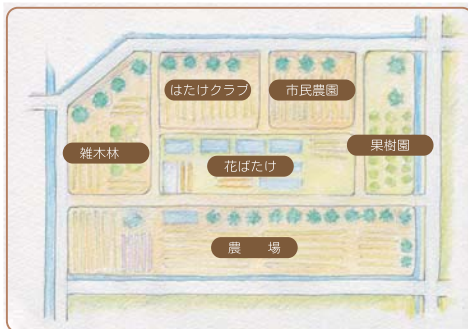 はたけクラブ
市民農園
雑木林
花ばたけ
果樹園
農　場